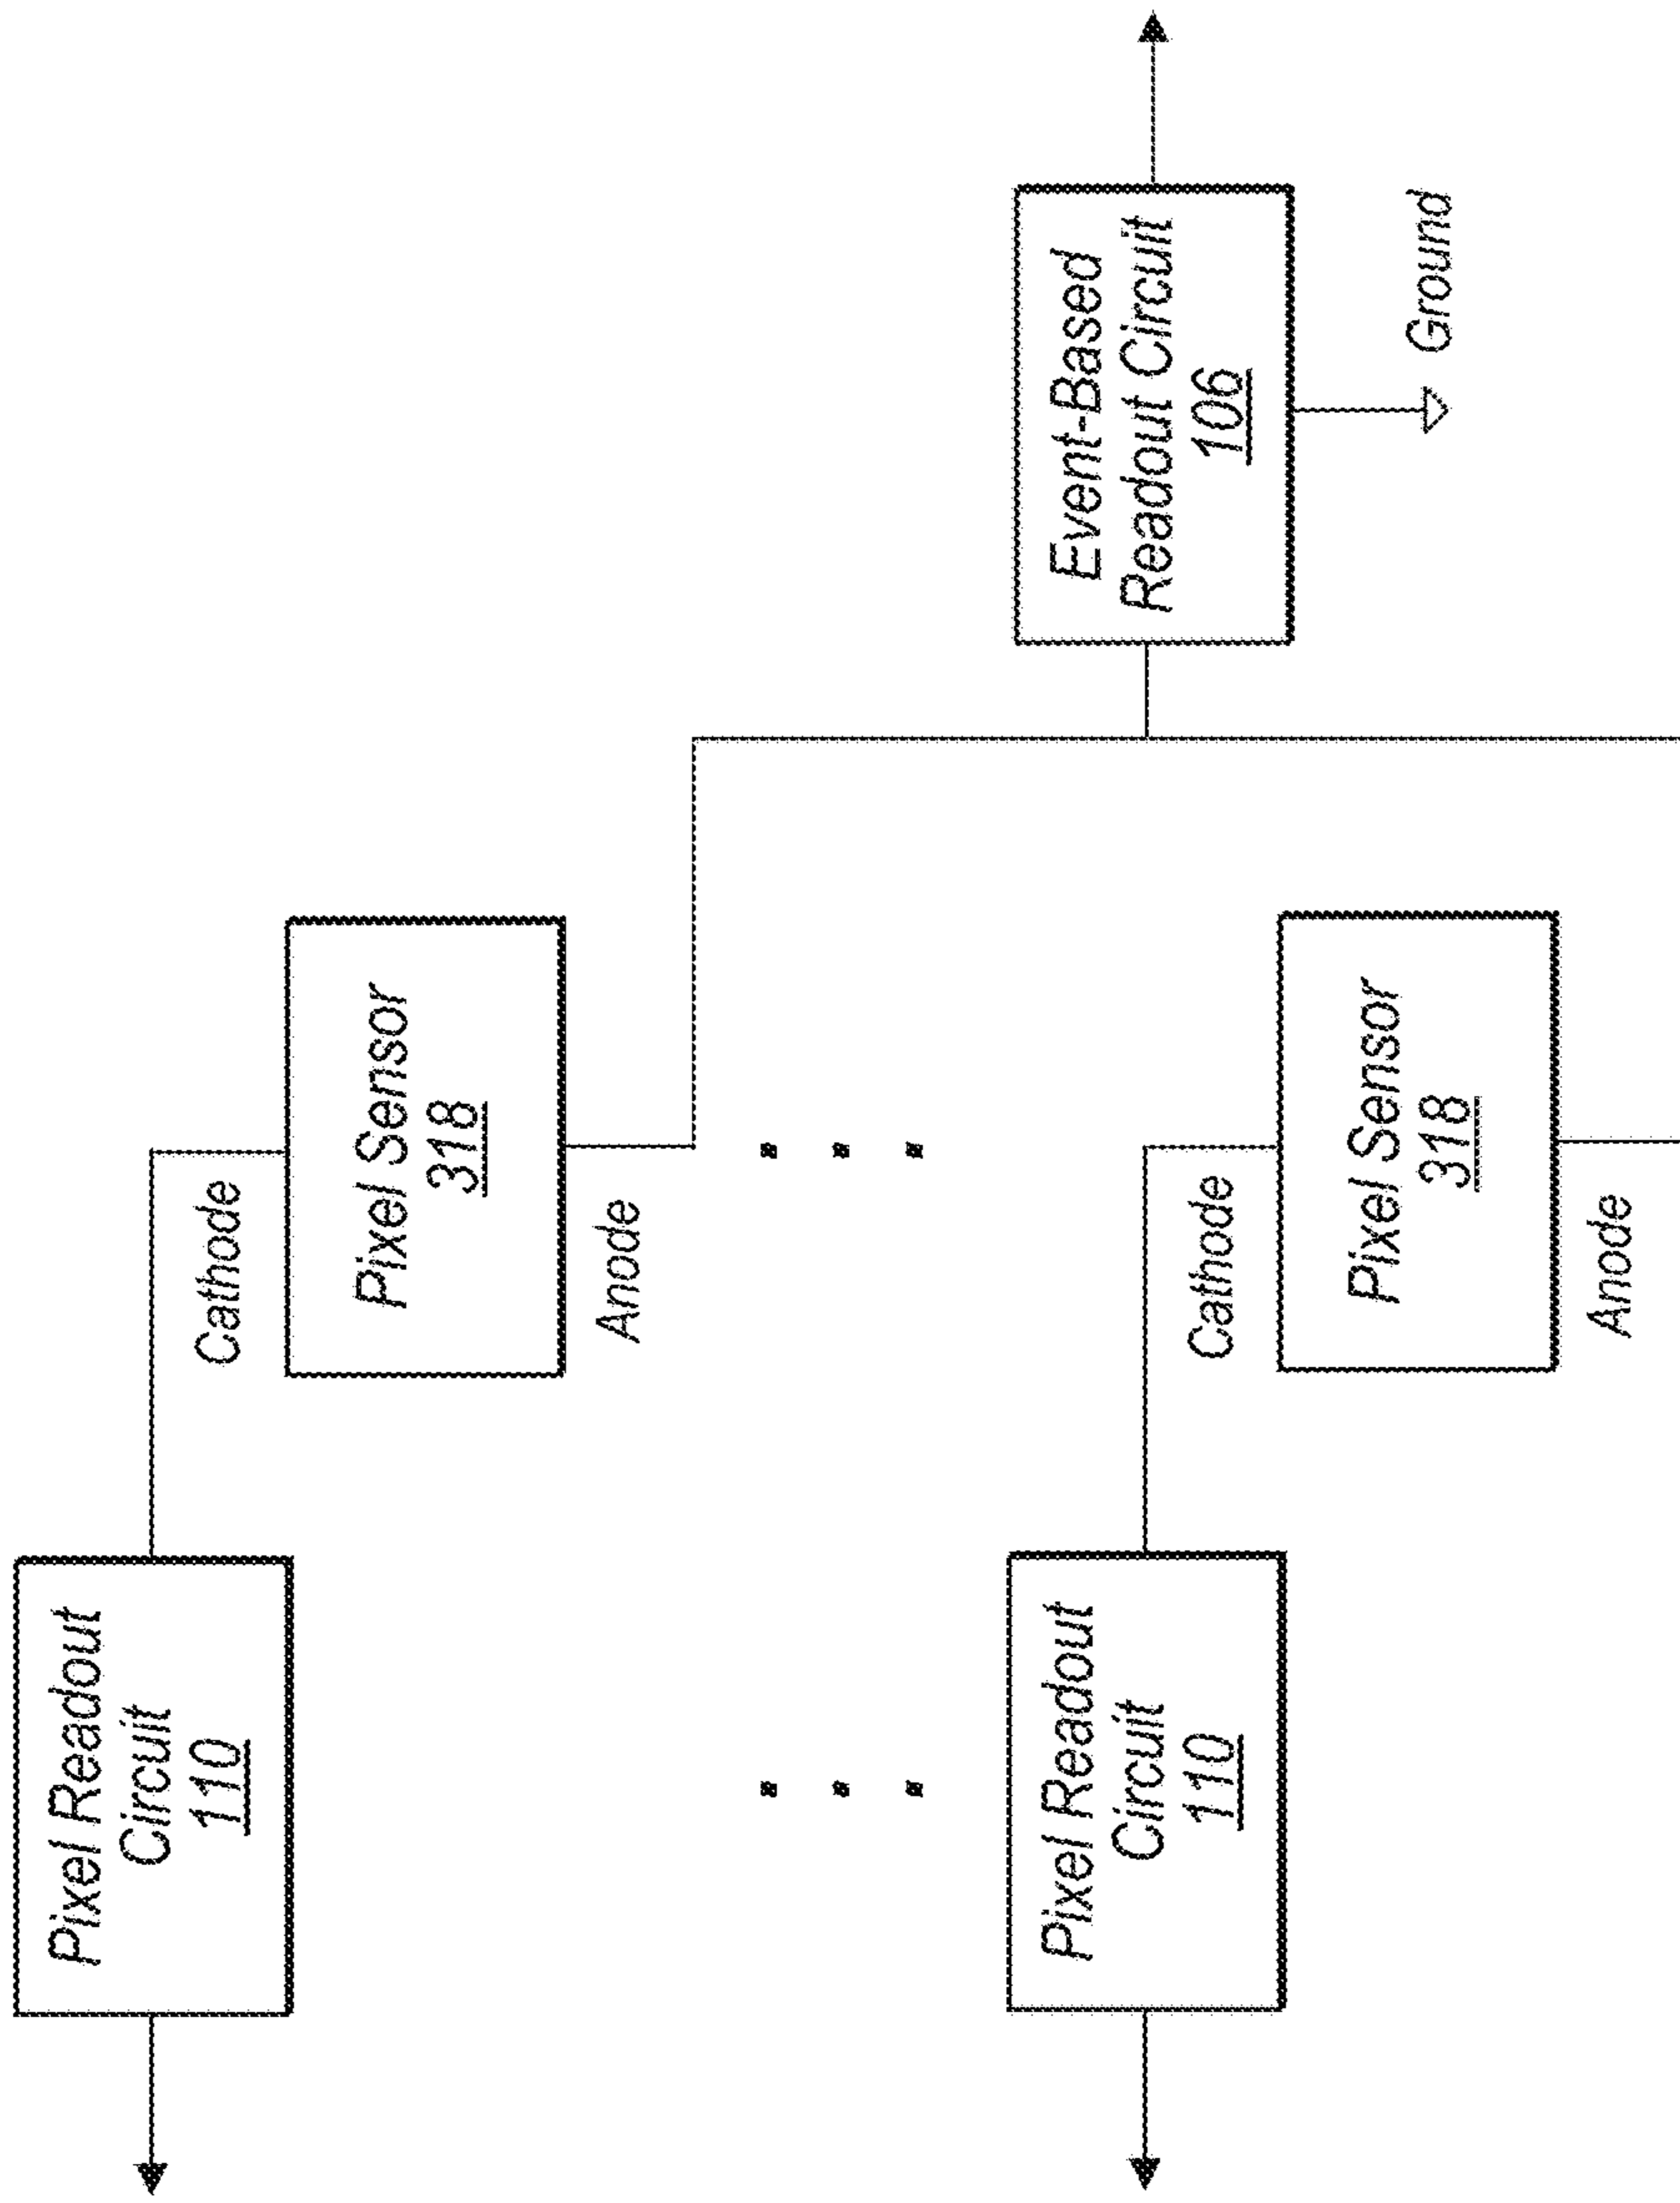 Pixel Readout
Circuit
110
Cathode
Pixel Sensor
318
Anode
Event-Based
Readout Circuit
106
Ground
Pixel Readout
Circuit
110
Cathode
Pixel Sensor
318
Anode